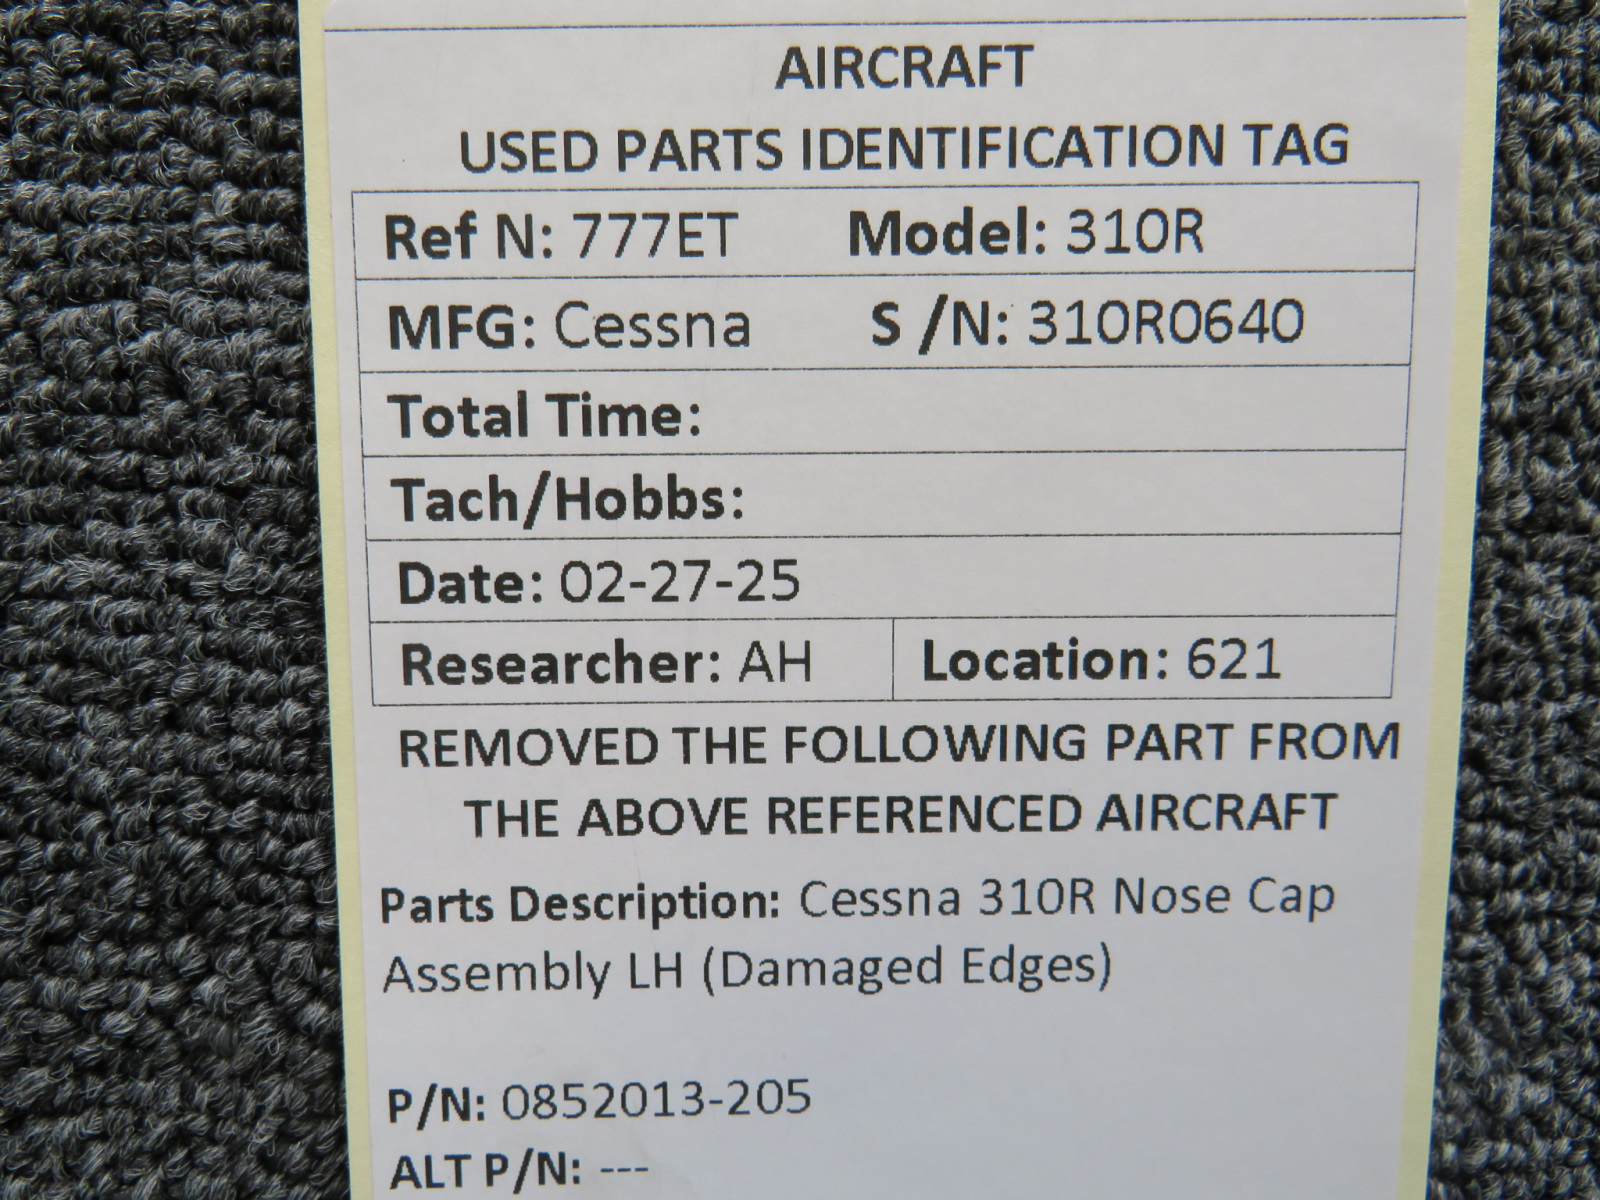 AIRCRAFT
USED PARTS IDENTIFICATION TAG
Ref N: 777ET Model: 310R
MFG: Cessna S /N: 310R0640
Total Time:
Tach/Hobbs:
Date: 02-27-25
Researcher: AH Location: 621
REMOVED THE FOLLOWING PART FROM
THE ABOVE REFERENCED AIRCRAFT
Parts Description: Cessna 310R Nose Cap
Assembly LH (Damaged Edges)
P/N: 0852013-205
ALT P/N: ---